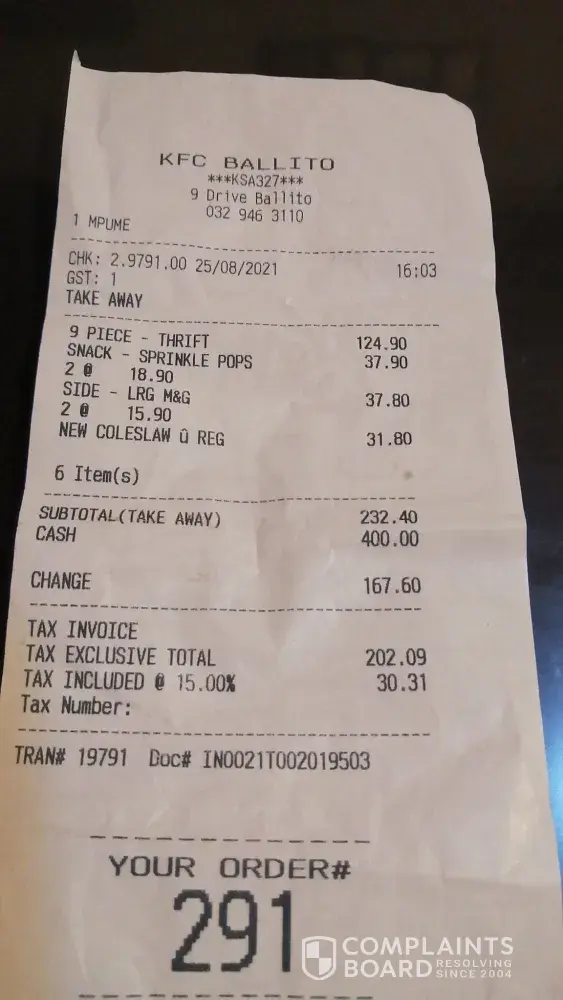 KFC BALLITO
***KSA327***
9 Drive Ballito
032 946 3110
1 MPUME
CHK: 2.9791.00 25/08/2021 16:03
GST: 1
TAKE AWAY
9 PIECE - THRIFT 124.90
SNACK - SPRINKLE POPS 37.90
2 @ 18.90
SIDE - LRG M&G 37.80
2 @ 15.90
NEW COLESLAW û REG 31.80
6 Item(s)
SUBTOTAL(TAKE AWAY) 232.40
CASH 400.00
CHANGE 167.60
TAX INVOICE
TAX EXCLUSIVE TOTAL 202.09
TAX INCLUDED @ 15.00% 30.31
Tax Number:
TRAN# 19791 Doc# IN0021T002019503
YOUR ORDER#
291
COMPLAINTS
BOARD RESOLVING
SINCE 2004